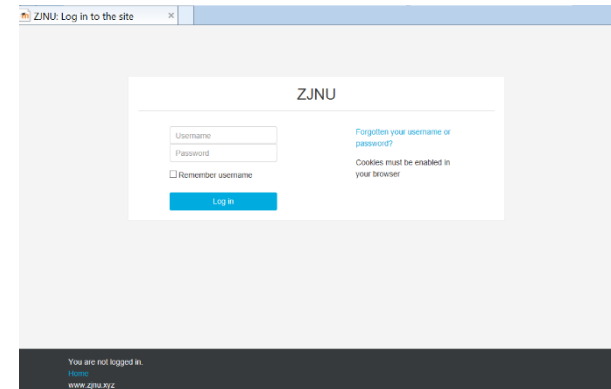 ZJNU: Log in to the site
ZJNU
Username
Password
Remember username
Log in
Forgotten your username or
password?
Cookies must be enabled in
your browser
You are not logged in.
Home
www.zjnu.xyz